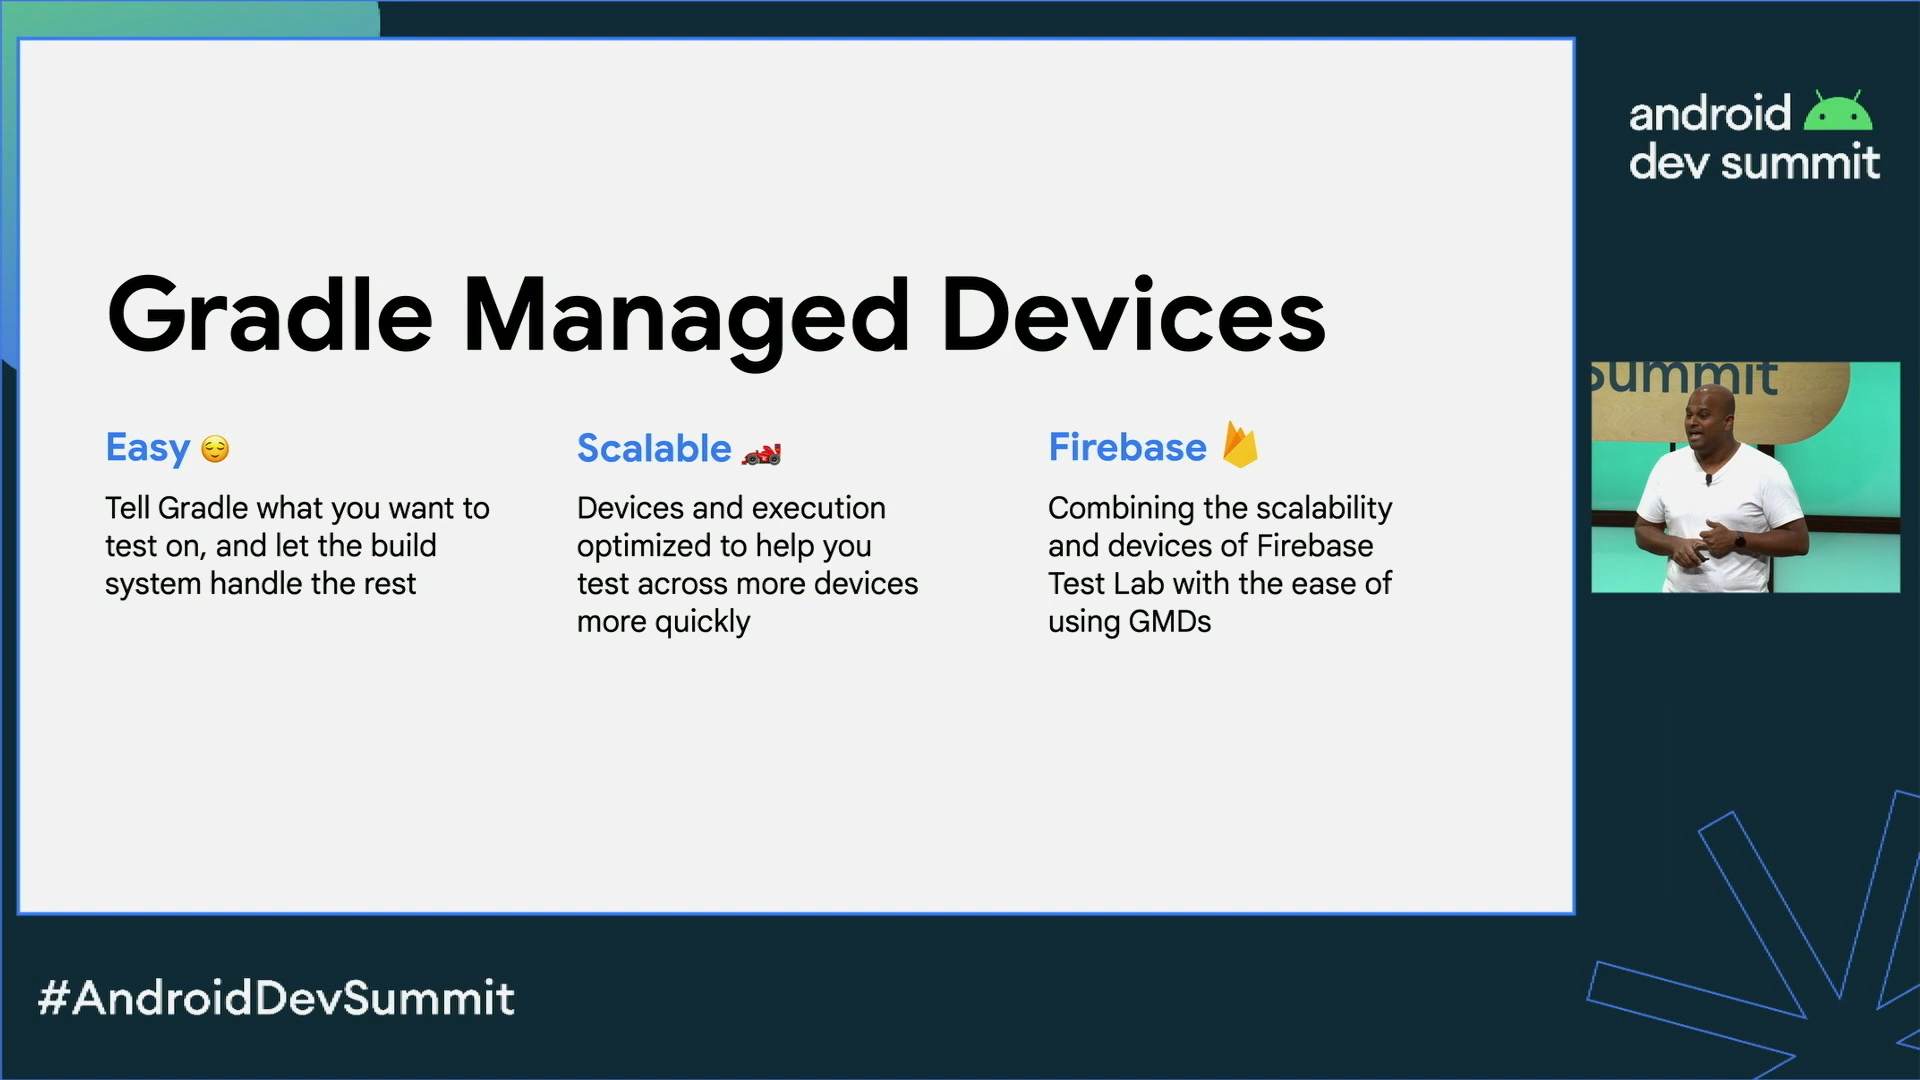 android
dev summit
Gradle Managed Devices
Easy 😌
Tell Gradle what you want to
test on, and let the build
system handle the rest
Scalable 🏎️
Devices and execution
optimized to help you
test across more devices
more quickly
Firebase
Combining the scalability
and devices of Firebase
Test Lab with the ease of
using GMDs
Summit
#AndroidDevSummit